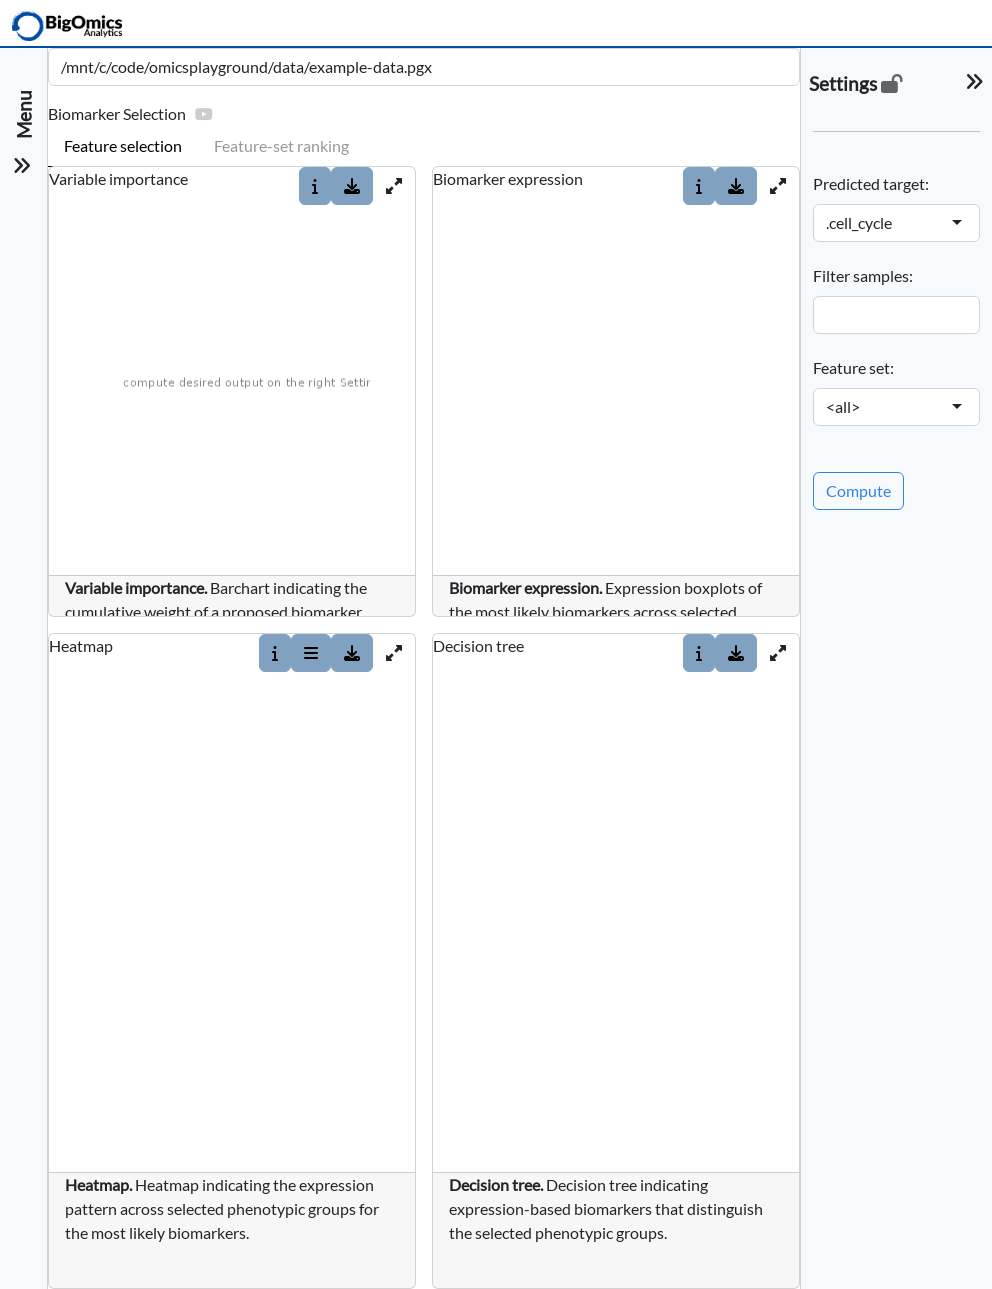 BigOmics
Analytics
/mnt/c/code/omicsplayground/data/example-data.pgx
Menu
Settings
Biomarker Selection
Feature selection
Feature-set ranking
Variable importance
Biomarker expression
Predicted target:
.cell_cycle
Filter samples:
Feature set:
<all>
Compute
compute desired output on the right Settir
Variable importance. Barchart indicating the
cumulative weight of a proposed biomarker
Biomarker expression. Expression boxplots of
the most likely biomarkers across selected
Heatmap
Decision tree
Heatmap. Heatmap indicating the expression
pattern across selected phenotypic groups for
the most likely biomarkers.
Decision tree. Decision tree indicating
expression-based biomarkers that distinguish
the selected phenotypic groups.